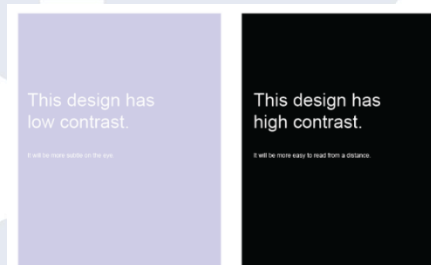 This design has
low contrast.
It will be more subtle on the eye.
This design has
high contrast.
It will be more easy to read from a distance.